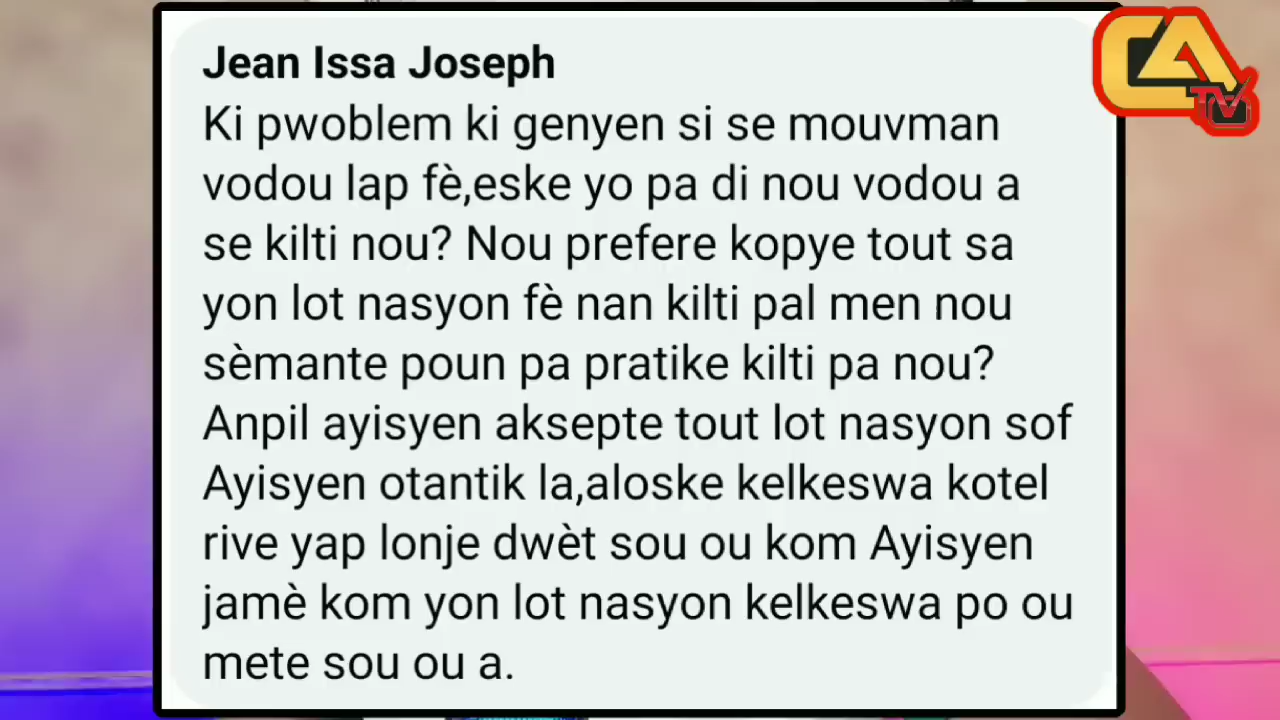 Jean Issa Joseph
Ki pwoblem ki genyen si se mouvman
vodou lap fè,eske yo pa di nou vodou a
se kilti nou? Nou prefere kopye tout sa
yon lot nasyon fè nan kilti pal men nou
sèmante poun pa pratike kilti pa nou?
Anpil ayisyen aksepte tout lot nasyon sof
Ayisyen otantik la,aloske kelkeswa kotel
rive yap lonje dwèt sou ou kom Ayisyen
jamè kom yon lot nasyon kelkeswa po ou
mete sou ou a.
CA
TV